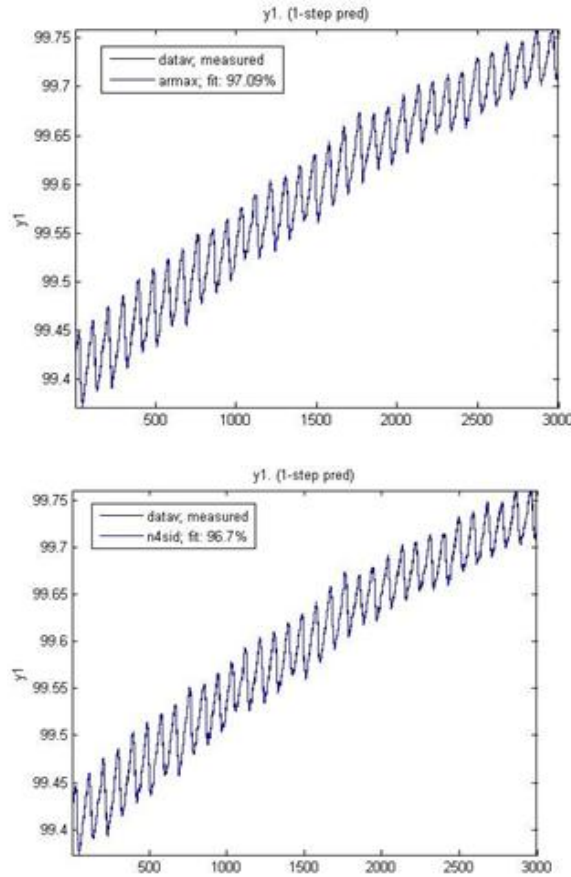 y1. (1-step pred)
99.75
datav; measured
armax; fit: 97.09%
99.7
99.65
99.6
y1
99.55
99.5
99.45
99.4
500 1000 1500 2000 2500 3000
y1. (1-step pred)
99.75
datav; measured
n4sid; fit: 96.7%
99.7
99.65
99.6
y1
99.55
99.5
99.45
99.4
500 1000 1500 2000 2500 3000